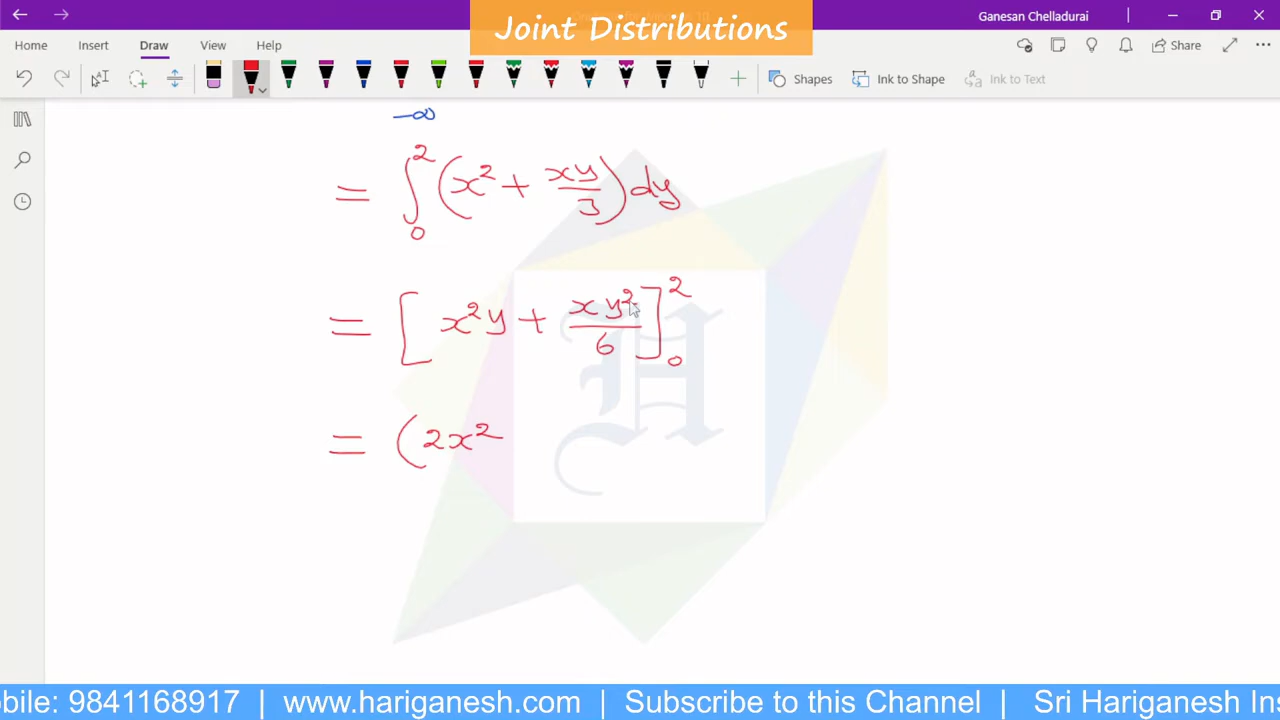 Joint Distributions
Ganesan Chelladurai
Home Insert Draw View Help
Share
Shapes Ink to Shape Ink to Text
-∞
= ∫₀² (x² + xy/3) dy
= [x²y + xy²/6]₀²
= (2x²
H
obile: 9841168917 | www.hariganesh.com | Subscribe to this Channel | Sri Hariganesh Ins